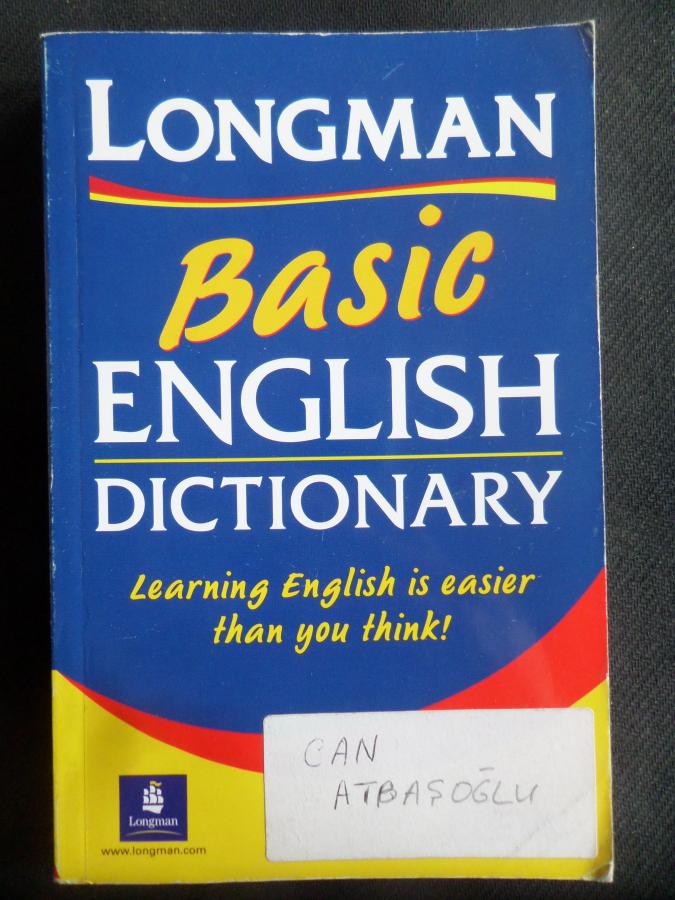 LONGMAN
Basic
ENGLISH
DICTIONARY
Learning English is easier
than you think!
CAN
ATBAŞOĞLU
Longman
www.longman.com